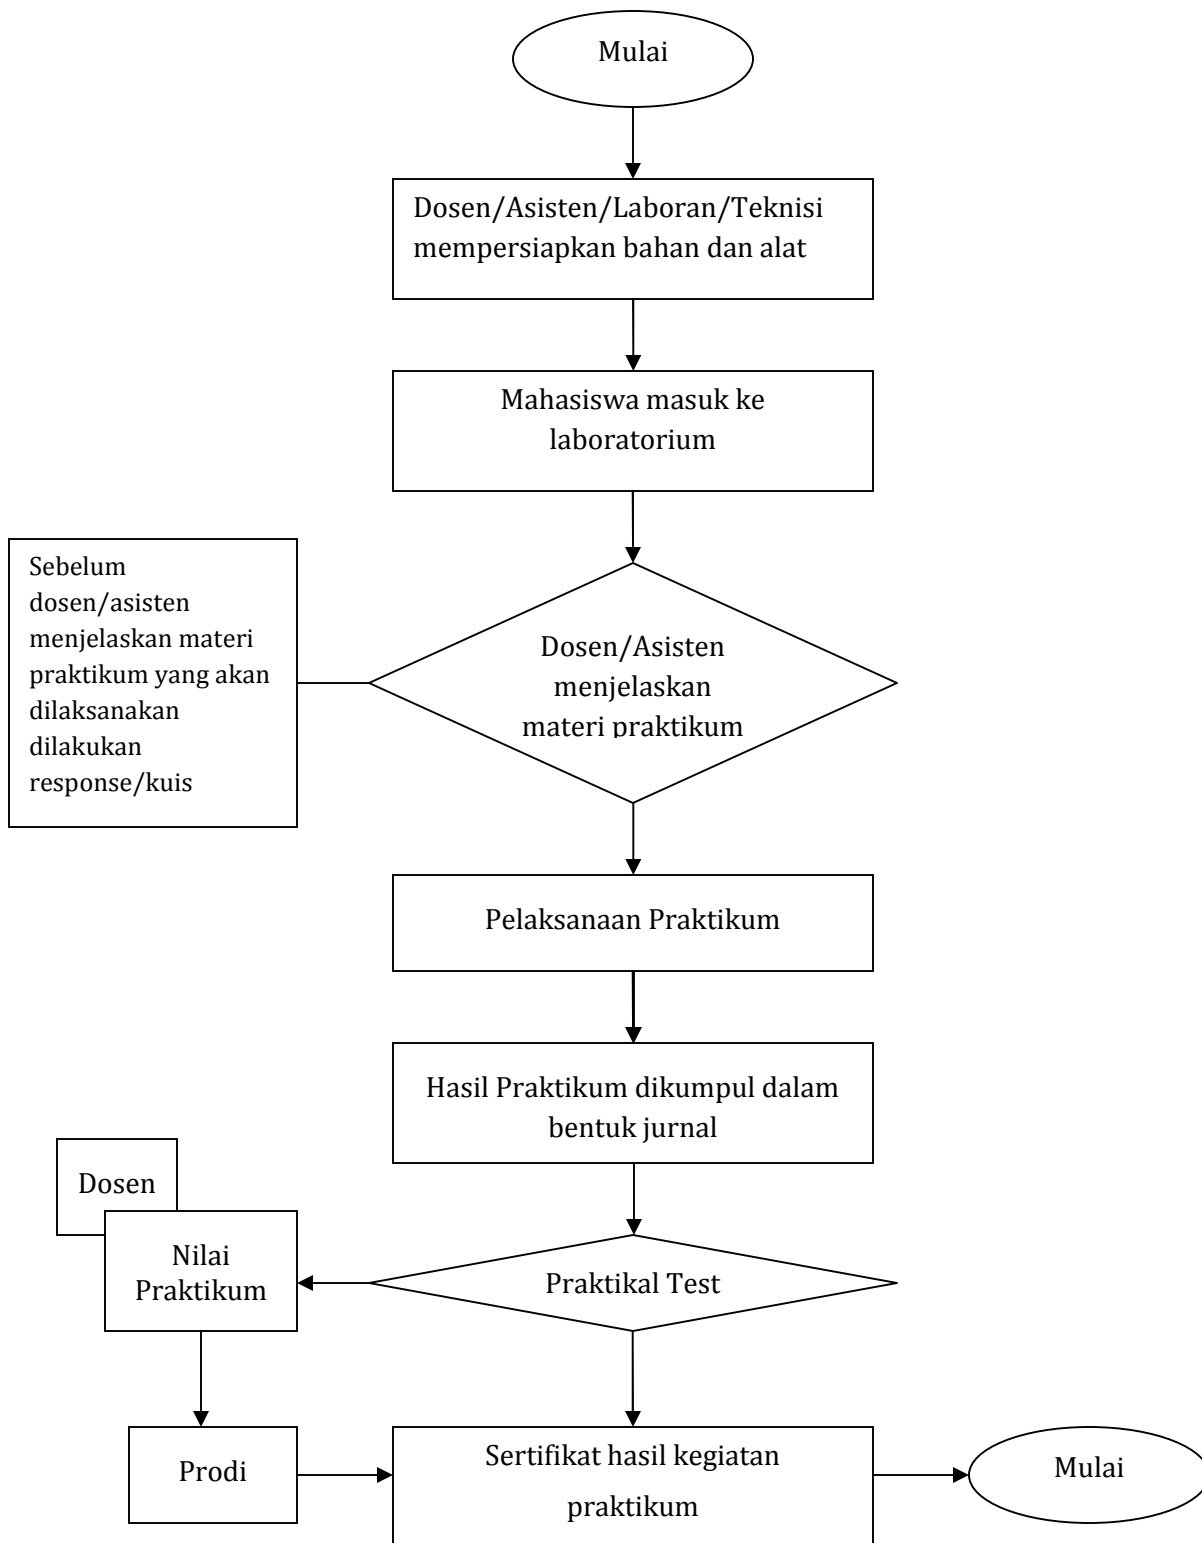 Mulai
Dosen/Asisten/Laboran/Teknisi
mempersiapkan bahan dan alat
Mahasiswa masuk ke
laboratorium
Sebelum
dosen/asisten
menjelaskan materi
praktikum yang akan
dilaksanakan
dilakukan
response/kuis
Dosen/Asisten
menjelaskan
materi praktikum
Pelaksanaan Praktikum
Hasil Praktikum dikumpul dalam
bentuk jurnal
Dosen
Nilai
Praktikum
Praktikal Test
Prodi
Sertifikat hasil kegiatan
praktikum
Mulai